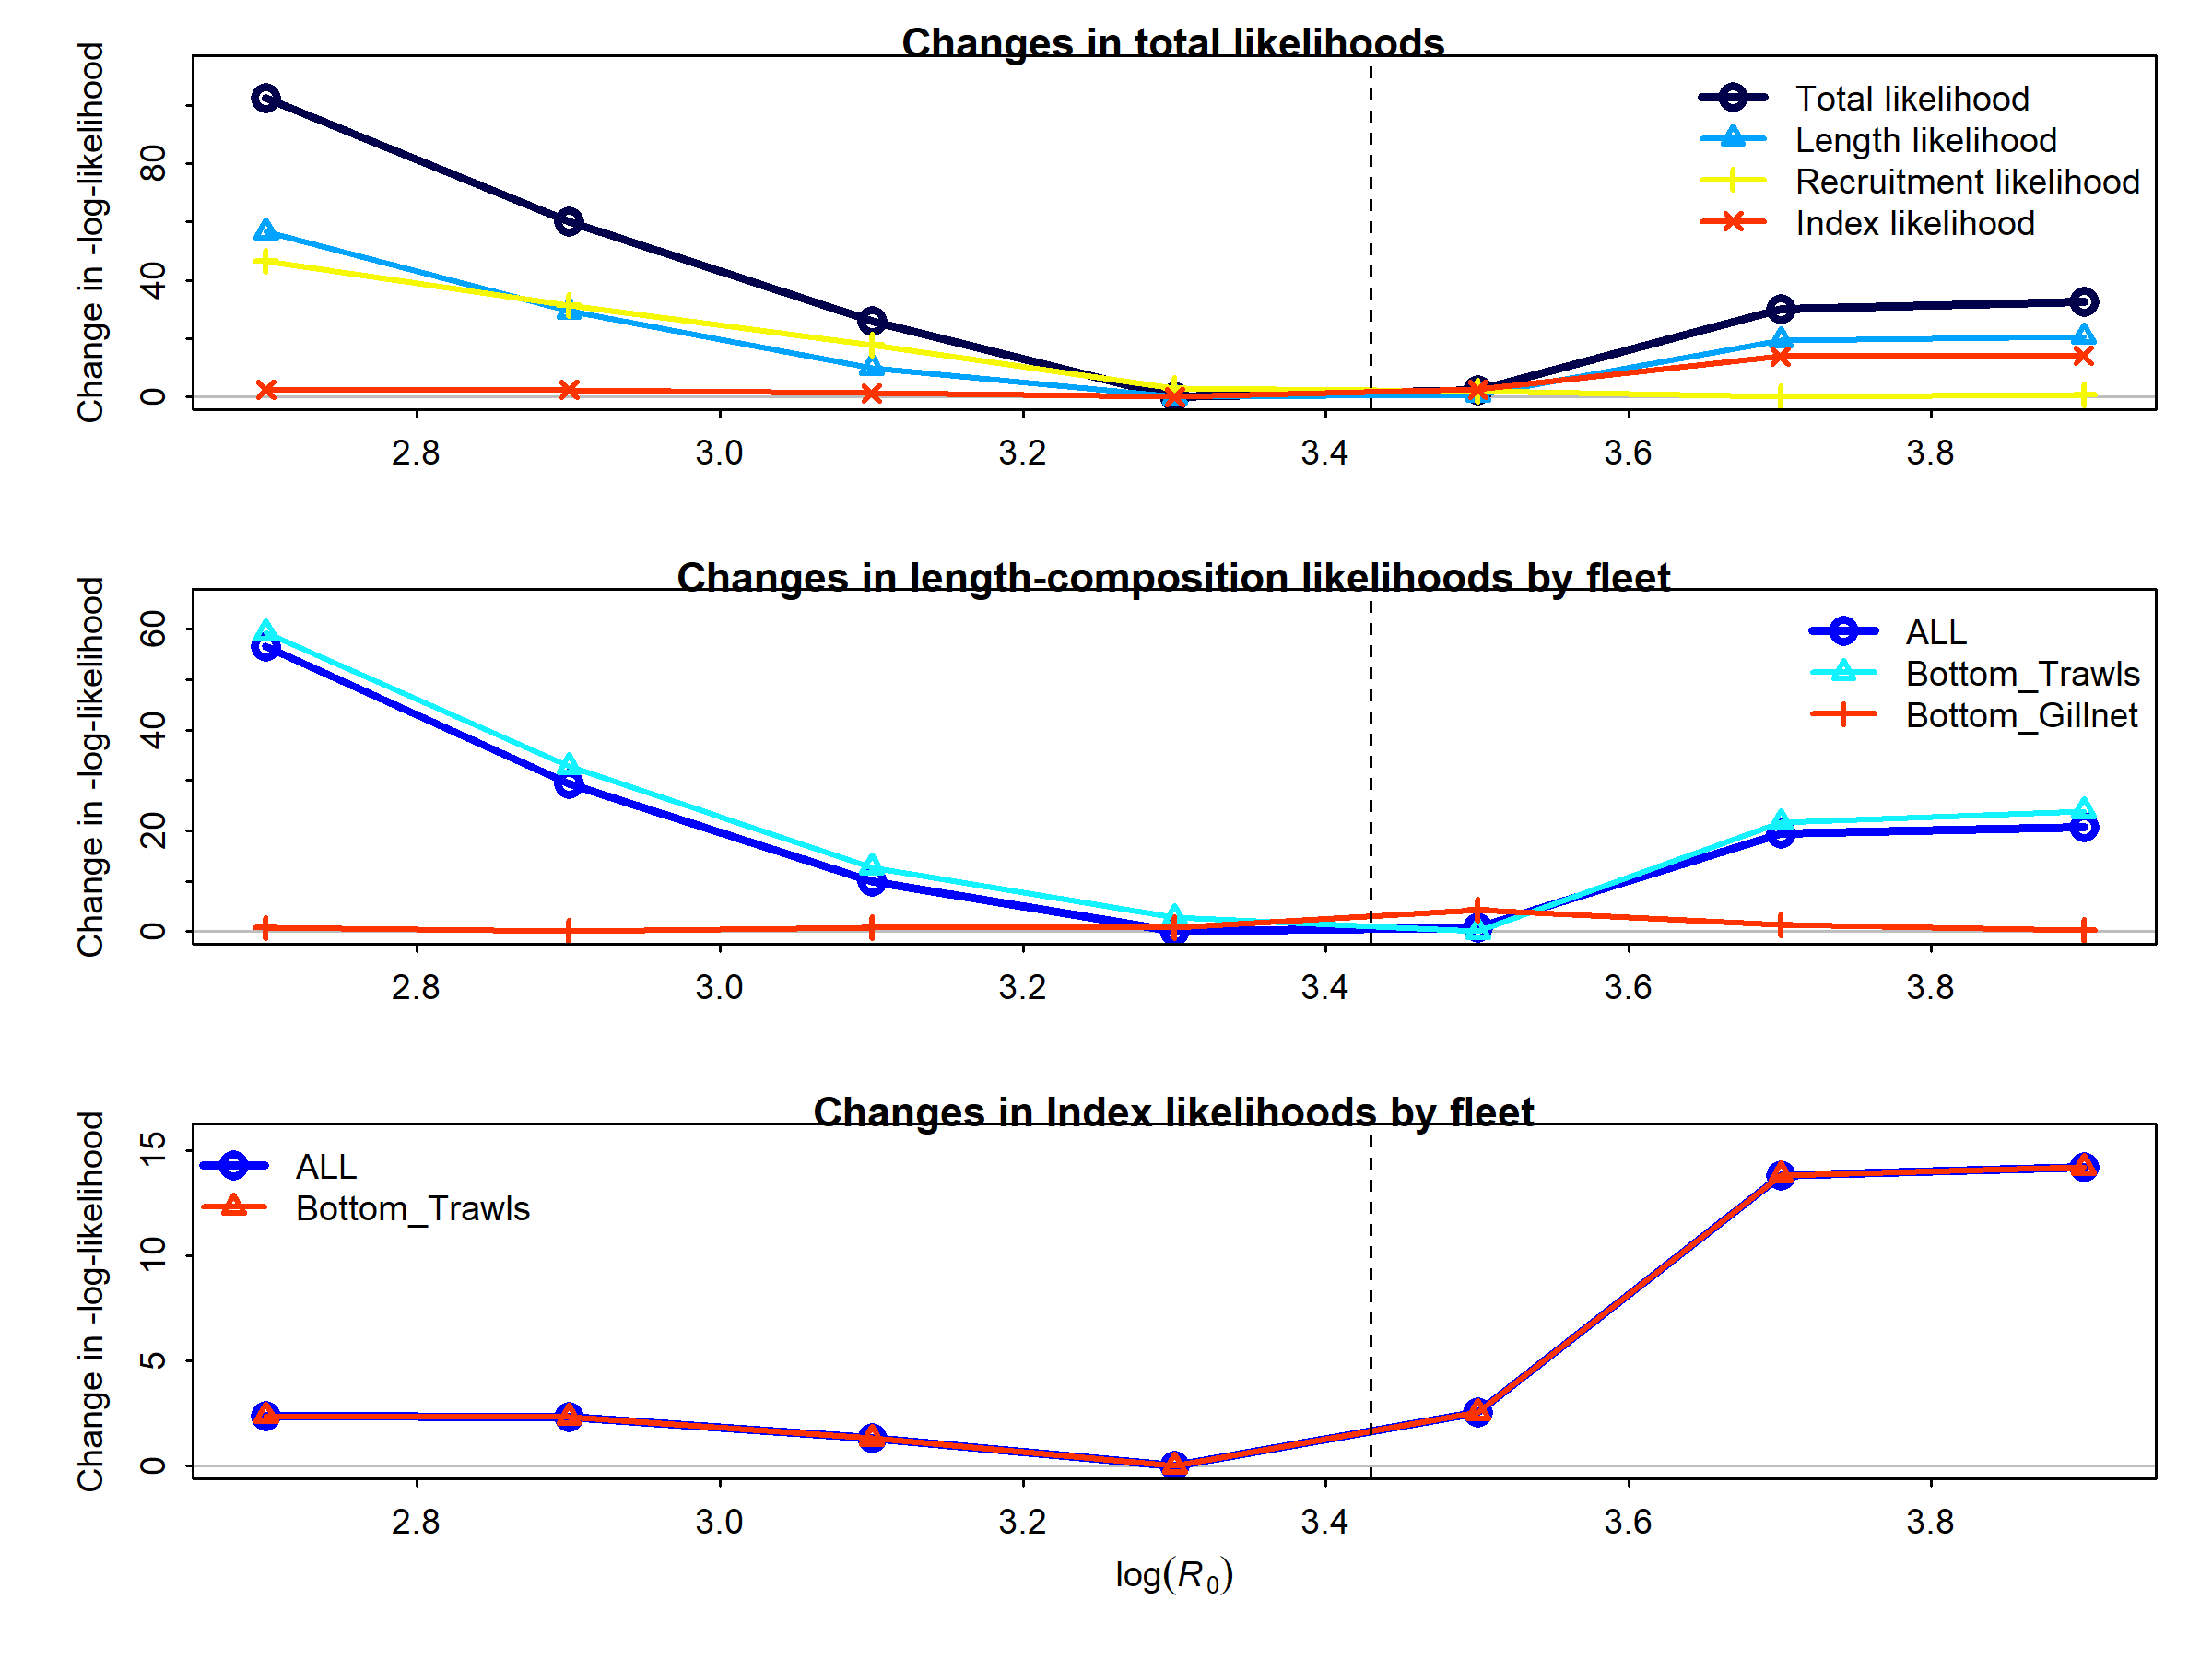 Changes in total likelihoods
Change in -log-likelihood
0 40 80
Total likelihood
Length likelihood
Recruitment likelihood
Index likelihood
2.8 3.0 3.2 3.4 3.6 3.8
Changes in length-composition likelihoods by fleet
Change in -log-likelihood
0 20 40 60
ALL
Bottom_Trawls
Bottom_Gillnet
2.8 3.0 3.2 3.4 3.6 3.8
Changes in Index likelihoods by fleet
Change in -log-likelihood
0 5 10 15
ALL
Bottom_Trawls
2.8 3.0 3.2 3.4 3.6 3.8
log(R0)